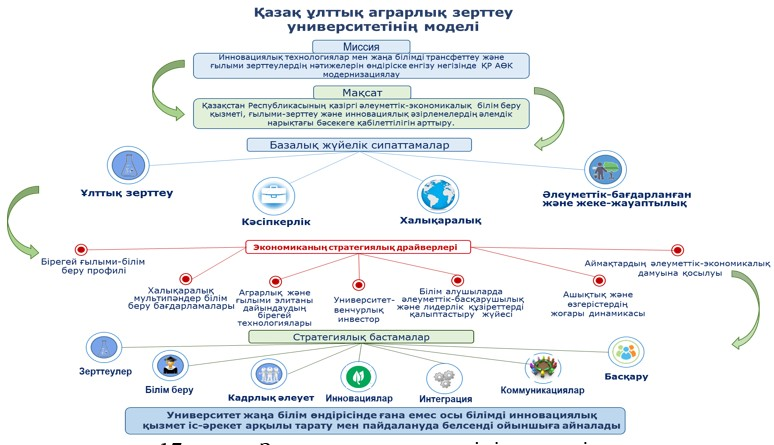 Қазақ ұлттық аграрлық зерттеу
университетінің моделі
Миссия
Инновациялық технологиялар мен жаңа білімді трансфеттеу және
ғылыми зерттеулердің нәтижелерін өндіріске енгізу негізінде ҚР АӨК
модернизациялау
Мақсат
Қазақстан Республикасының қазіргі әлеуметтік-экономикалық білім беру
қызметі, ғылыми-зерттеу және инновациялық әзірлемелердің әлемдік
нарықтағы бәсекеге қабілеттілігін арттыру.
Базалық жүйелік сипаттамалар
Ұлттық зерттеу
Кәсіпкерлік
Халықаралық
Әлеуметтік-бағдарланған
және жеке-жауаптылық
Экономиканың стратегиялық драйверлері
Бірегей ғылыми-білім
беру профилі
Халықаралық
мультипәндер білім
беру бағдарламалары
Аграрлық және
ғылыми элитаны
дайындаудың
бірегей
технологиялары
Университет-
венчурлық
инвестор
Білім алушыларда
әлеуметтік-басқарушылық
және лидерлік құзіреттерді
қалыптастыру жүйесі
Ашықтық және
өзгерістердің
жоғары динамикасы
Аймақтардың әлеуметтік-экономикалық
дамуына қосылуы
Стратегиялық бастамалар
Зерттеулер
Білім беру
Кадрлық әлеует
Инновациялар
Интеграция
Коммуникациялар
Басқару
Университет жаңа білім өндірісінде ғана емес осы білімді инновациялық
қызмет іс-әрекет арқылы тарату мен пайдалануда белсенді ойыншыға айналады